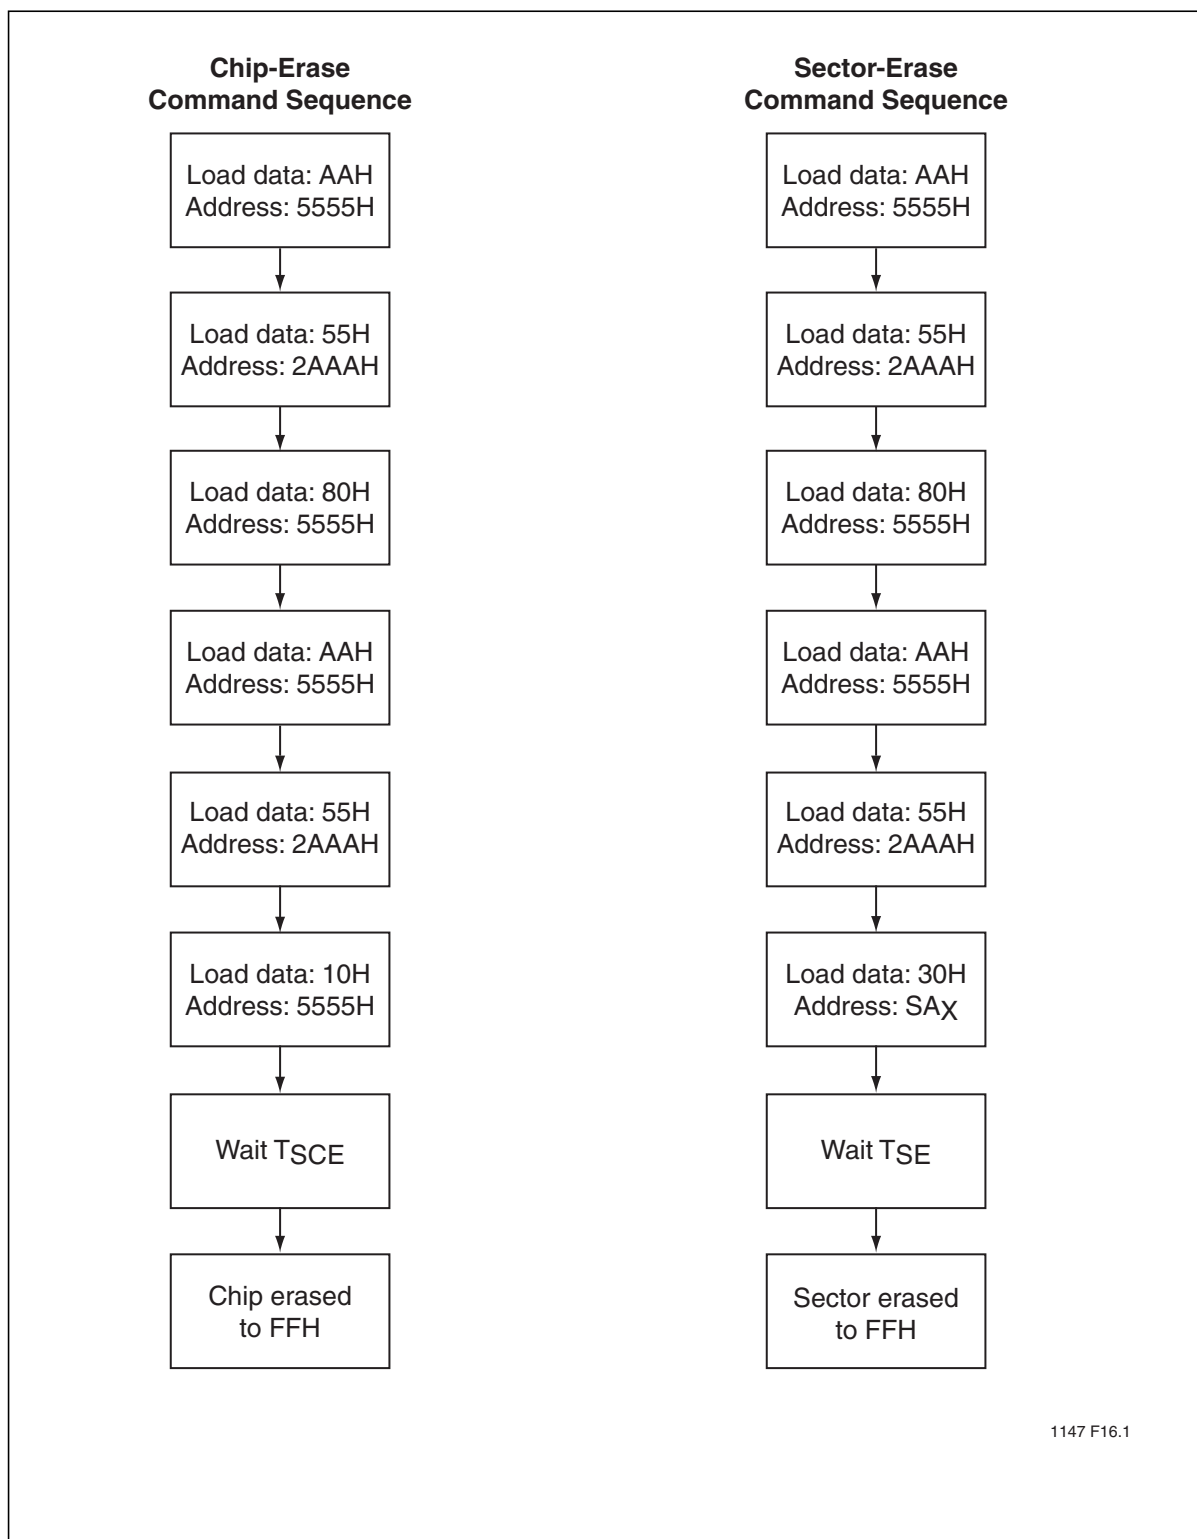 Chip-Erase
Command Sequence
Load data: AAH
Address: 5555H
Load data: 55H
Address: 2AAAH
Load data: 80H
Address: 5555H
Load data: AAH
Address: 5555H
Load data: 55H
Address: 2AAAH
Load data: 10H
Address: 5555H
Wait TSCE
Chip erased
to FFH
Sector-Erase
Command Sequence
Load data: AAH
Address: 5555H
Load data: 55H
Address: 2AAAH
Load data: 80H
Address: 5555H
Load data: AAH
Address: 5555H
Load data: 55H
Address: 2AAAH
Load data: 30H
Address: SAX
Wait TSE
Sector erased
to FFH
1147 F16.1